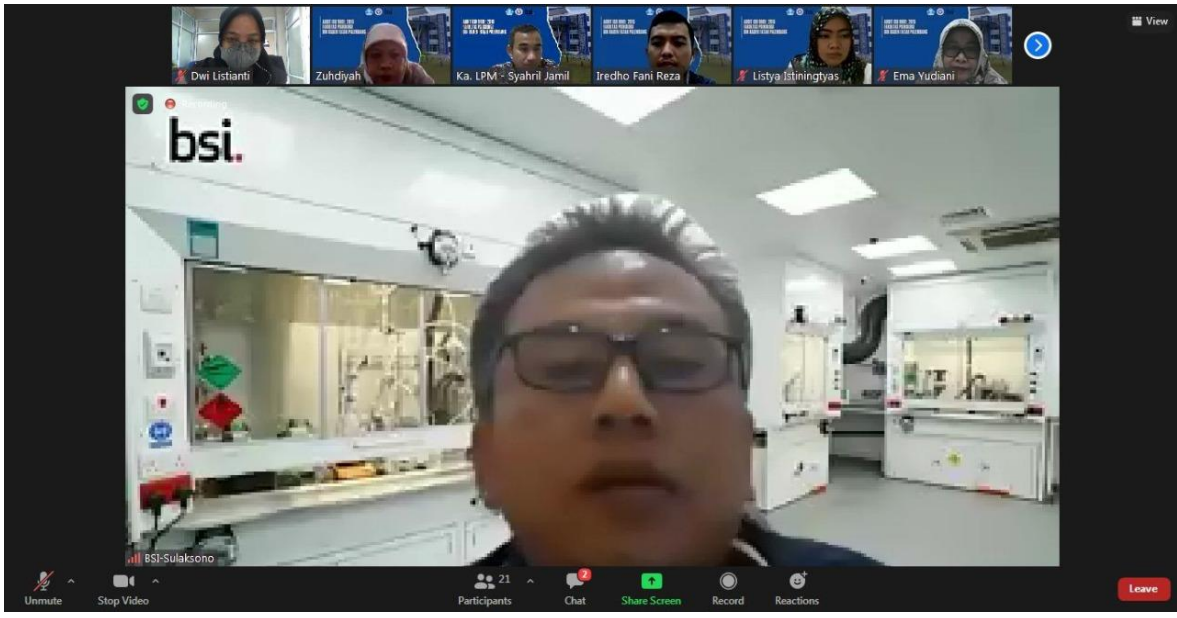 View
Dwi Listianti
Zuhdiyah
Ka. LPM - Syahril Jamil
Iredho Fani Reza
Listya Istiningtyas
Ema Yudiani
Recording
bsi.
BSI-Sulaksono
Unmute
Stop Video
21
Participants
2
Chat
Share Screen
Record
Reactions
Leave